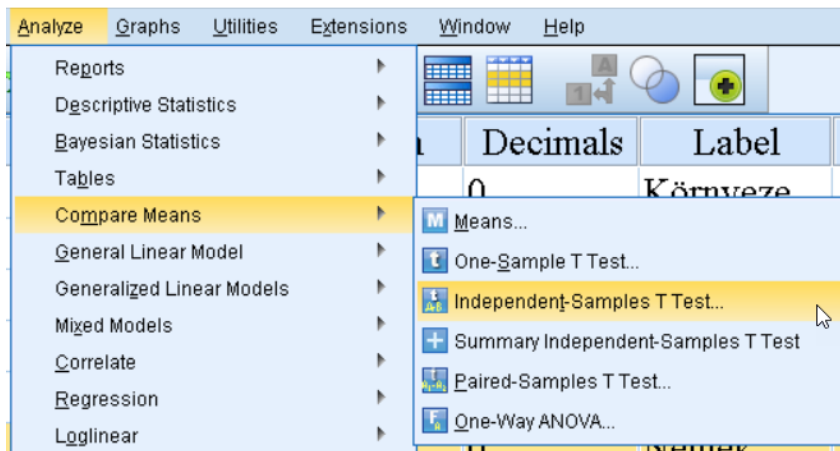 Analyze Graphs Utilities Extensions Window Help
Reports
Descriptive Statistics
Bayesian Statistics
Tables
Compare Means
General Linear Model
Generalized Linear Models
Mixed Models
Correlate
Regression
Loglinear
A
1
Decimals Label
0 Környeze
M Means...
t One-Sample T Test...
Independent-Samples T Test...
Summary Independent-Samples T Test
Paired-Samples T Test...
One-Way ANOVA...